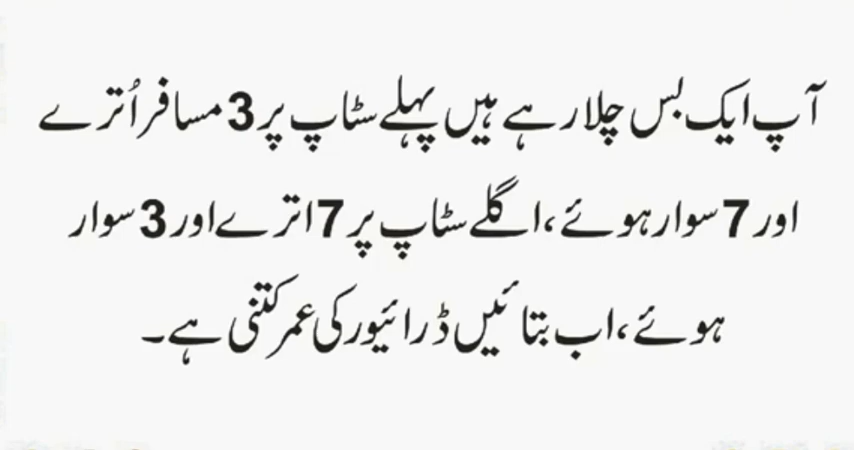 آپ ایک بس چلا رہے ہیں پہلے سٹاپ پر 3 مسافر اُترے
اور 7 سوار ہوئے، اگلے سٹاپ پر 7 اترے اور 3 سوار
ہوئے، اب بتائیں ڈرائیور کی عمر کتنی ہے۔